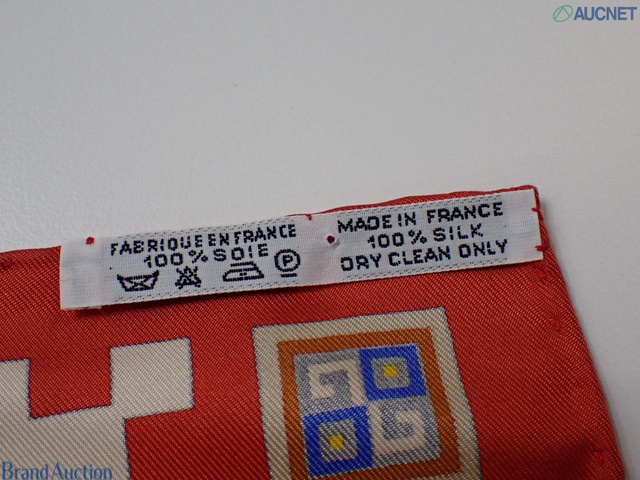 AUCNET
FABRIQUE EN FRANCE
100% SOIE
MADE IN FRANCE
100% SILK
DRY CLEAN ONLY
P
Brand Auction